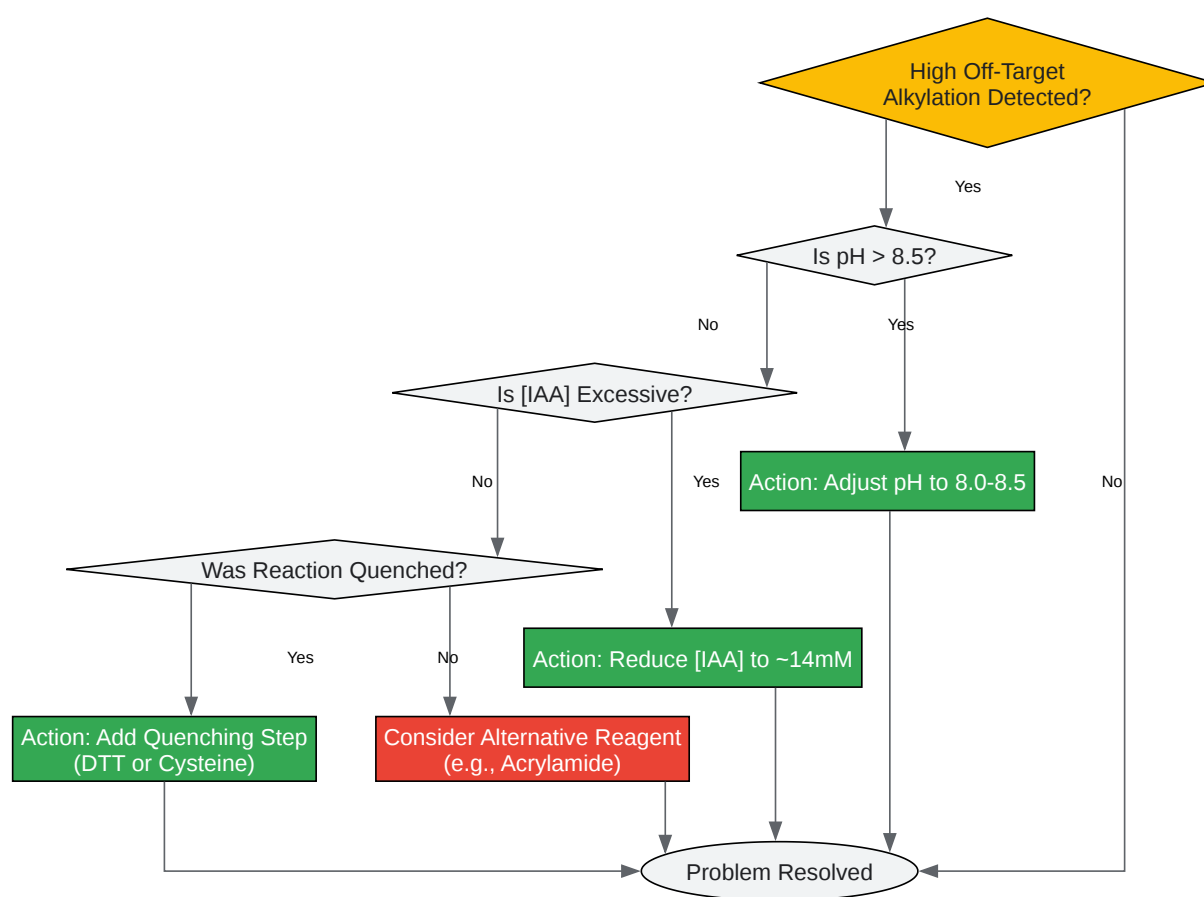 High Off-Target
Alkylation Detected?
Yes
Is pH > 8.5?
No
Yes
Is [IAA] Excessive?
No
Yes
Action: Adjust pH to 8.0-8.5
No
Was Reaction Quenched?
Yes
No
Action: Reduce [IAA] to ~14mM
Action: Add Quenching Step
(DTT or Cysteine)
Consider Alternative Reagent
(e.g., Acrylamide)
Problem Resolved